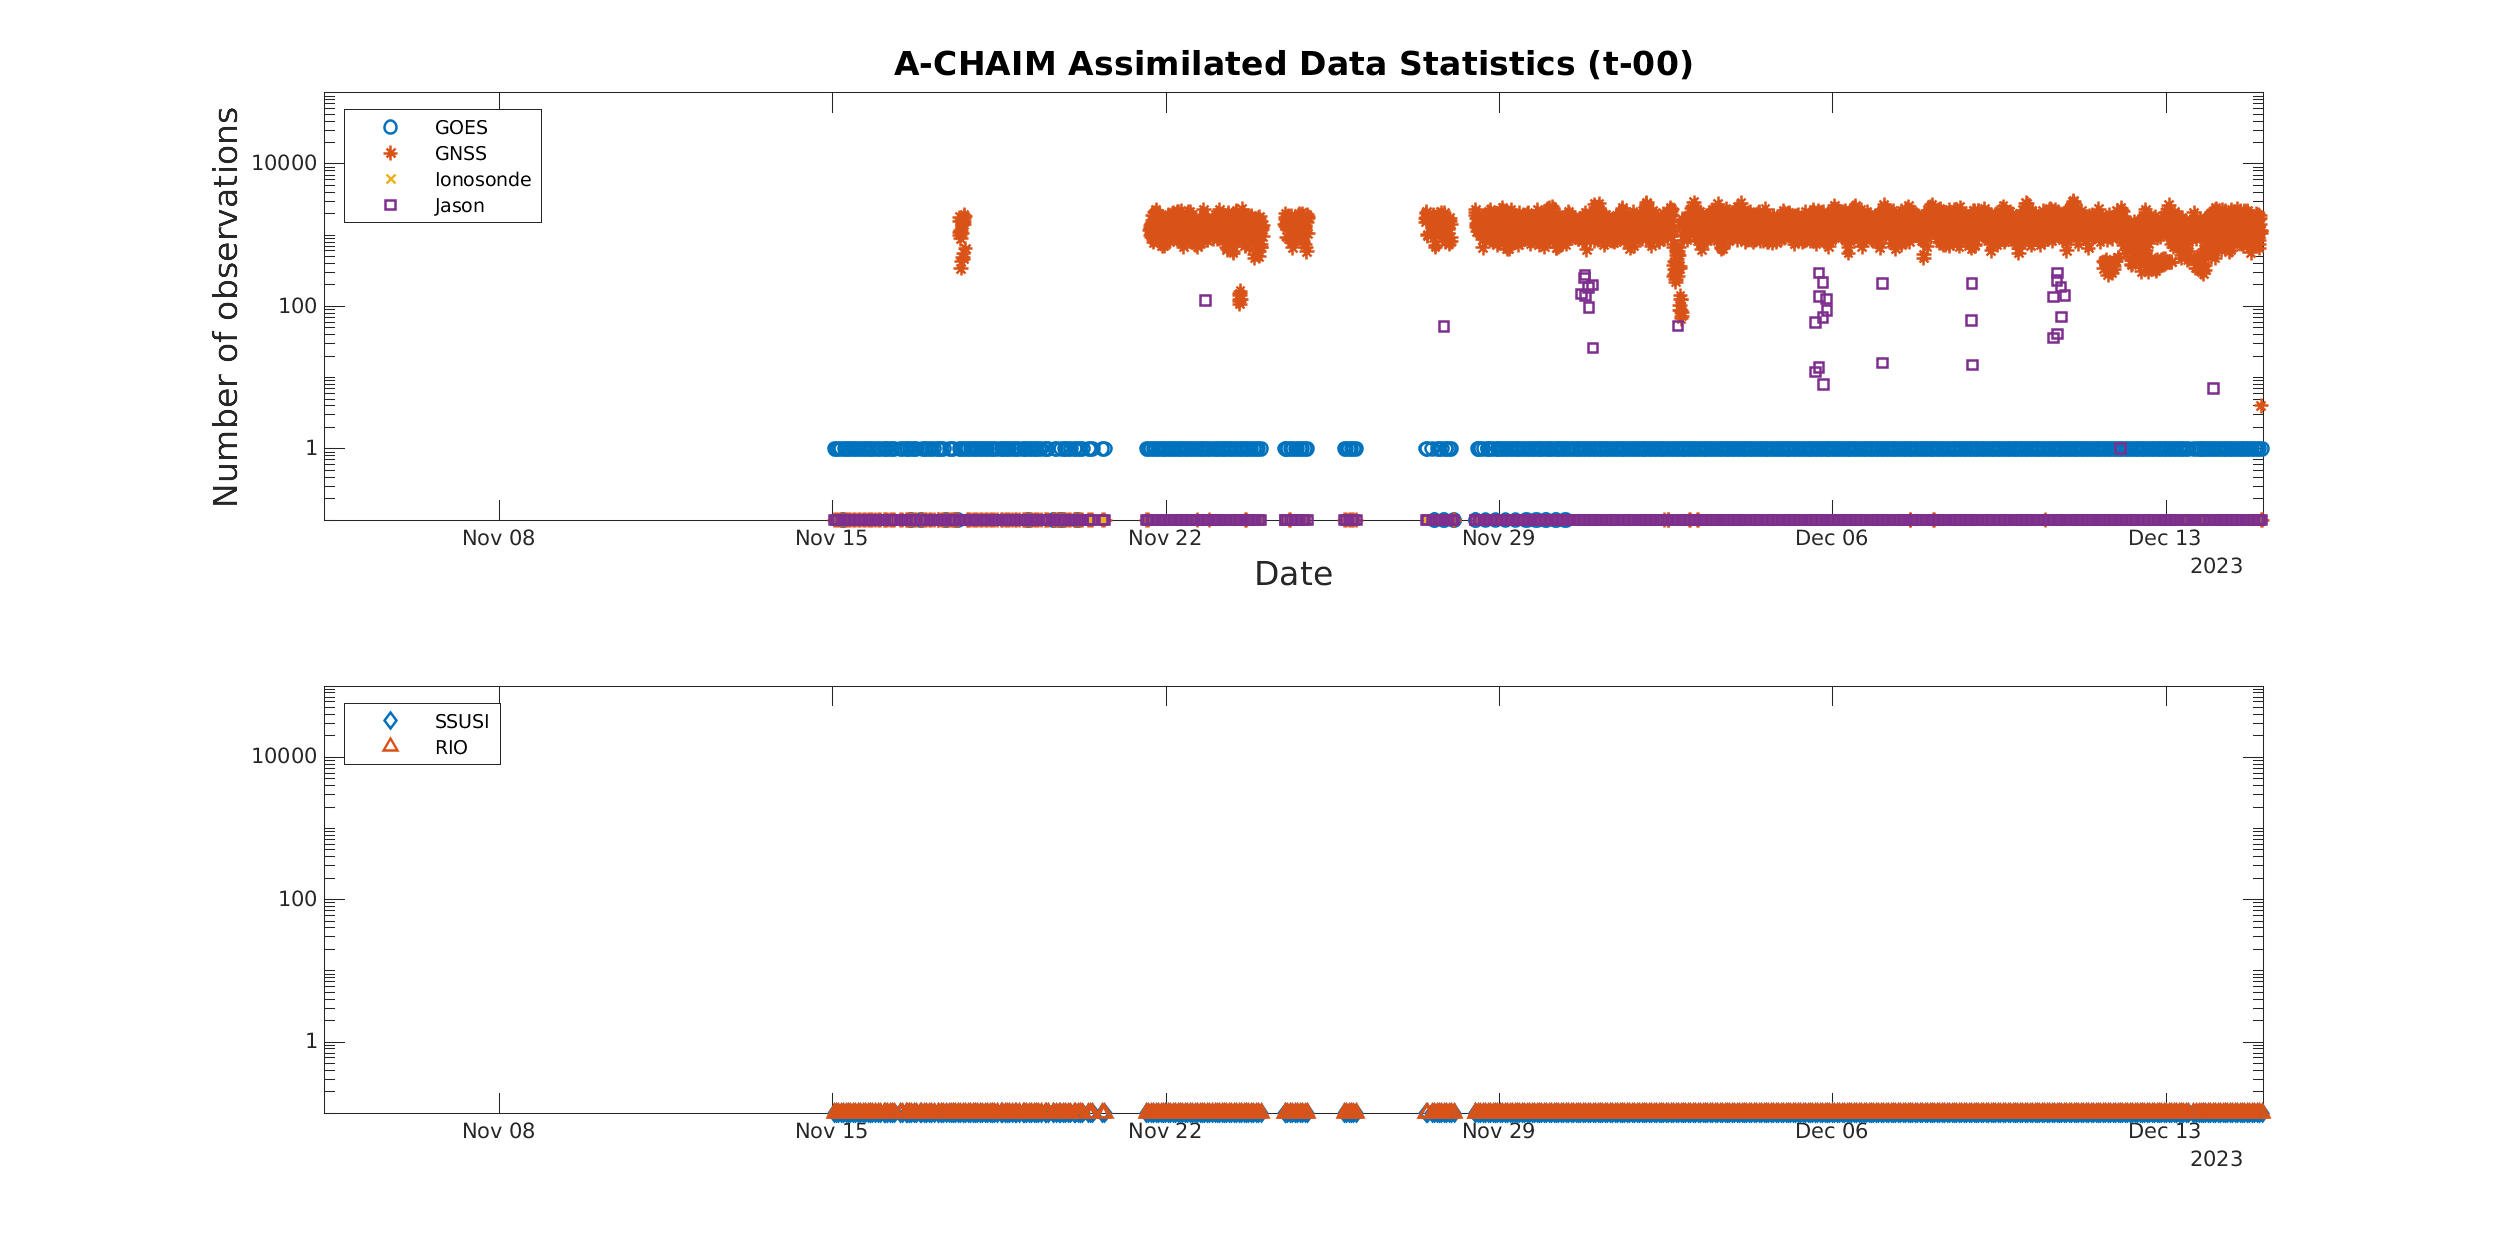 A-CHAIM Assimilated Data Statistics (t-00)
Number of observations
10000
100
1
GOES
GNSS
Ionosonde
Jason
Nov 08 Nov 15 Nov 22 Nov 29 Dec 06 Dec 13
2023
Date
10000
100
1
SSUSI
RIO
Nov 08 Nov 15 Nov 22 Nov 29 Dec 06 Dec 13
2023